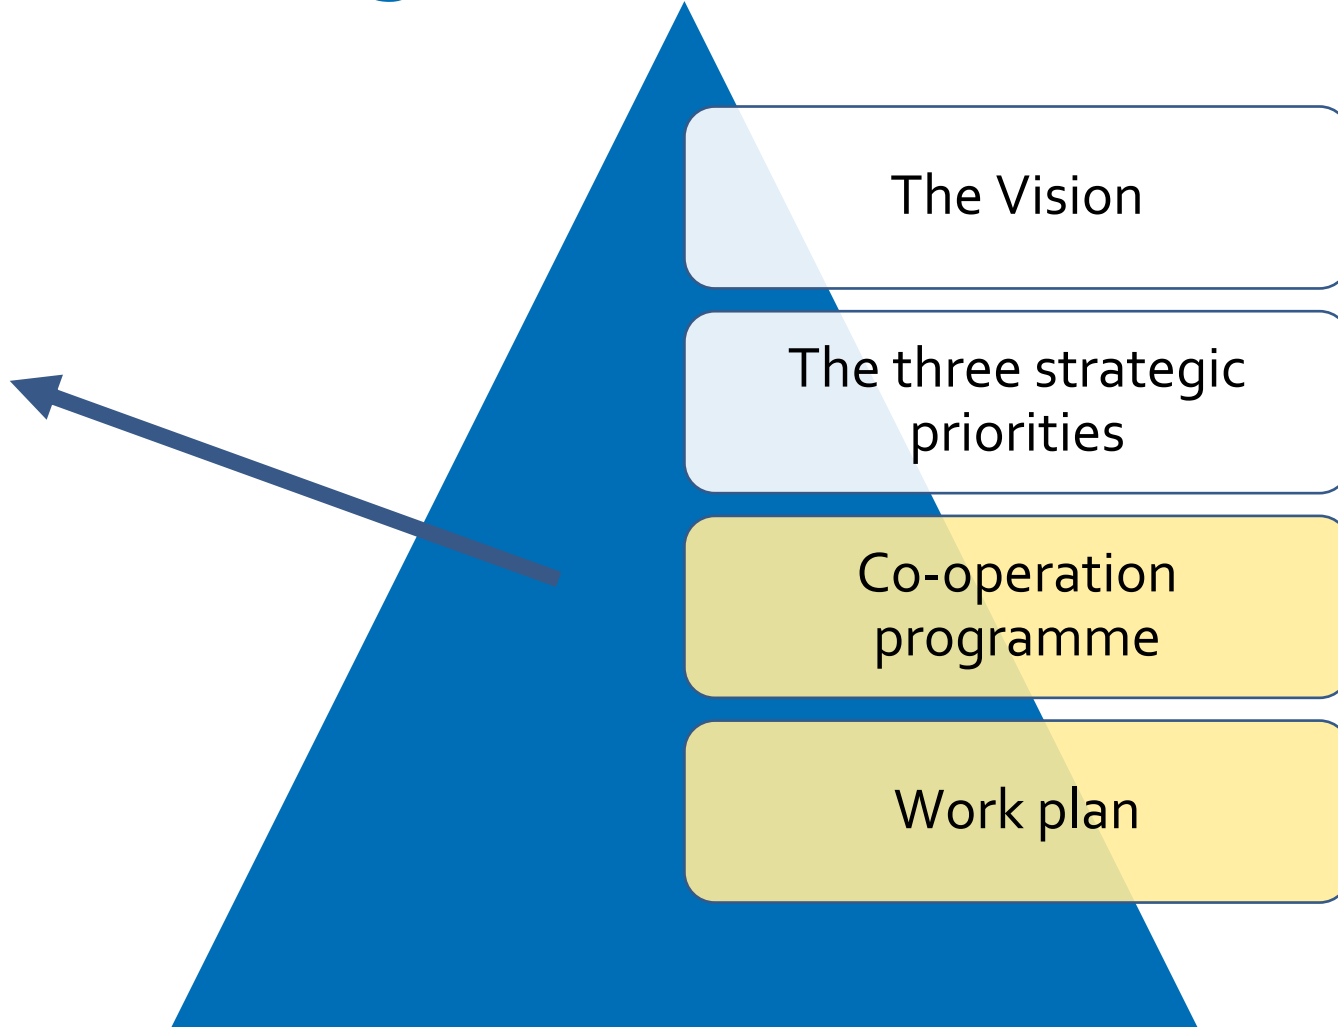 The Vision
The three strategic
priorities
Co-operation
programme
Work plan